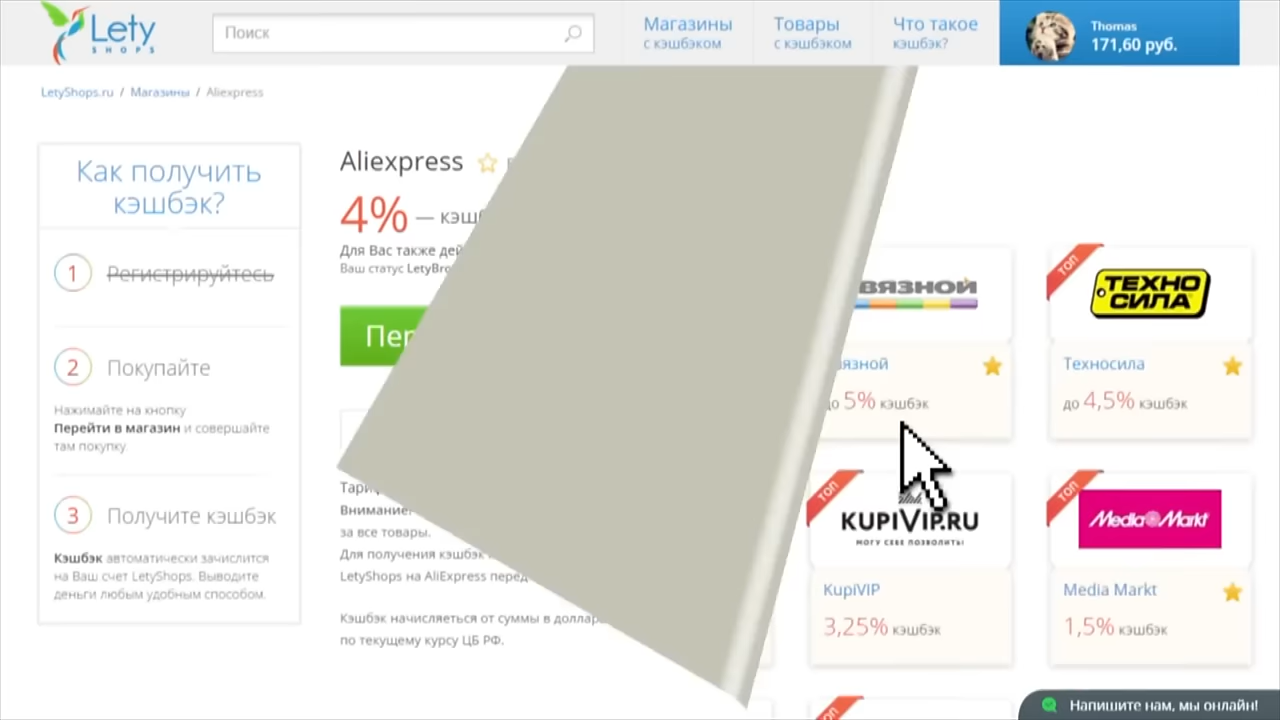 Lety
SHOPS
Поиск
Магазины
с кэшбэком
Товары
с кэшбэком
Что такое
кэшбэк?
Thomas
171,60 руб.
LetyShops.ru / Магазины / Aliexpress
Как получить
кэшбэк?
1 Регистрируйтесь
2 Покупайте
Нажимайте на кнопку
Перейти в магазин и совершайте
там покупку.
3 Получите кэшбэк
Кэшбэк автоматически зачислится
на Ваш счет LetyShops. Выводите
деньги любым удобным способом.
Aliexpress
4% — кэш
Для Вас также дей
Ваш статус LetyBro
Пер
Тари
Внимание
за все товары.
Для получения кэшбэк
LetyShops на AliExpress перед
Кэшбэк начисляется от суммы в доллар
по текущему курсу ЦБ РФ.
ВЯЗНОЙ
вязной
до 5% кэшбэк
ТОП
ТЕХНО
СИЛА
Техносила
до 4,5% кэшбэк
ТОП
KUPIVIP.RU
МОГУ СЕБЕ ПОЗВОЛИТЬ!
KupiVIP
3,25% кэшбэк
ТОП
Media Markt
Media Markt
1,5% кэшбэк
ТОП
Напишите нам, мы онлайн!